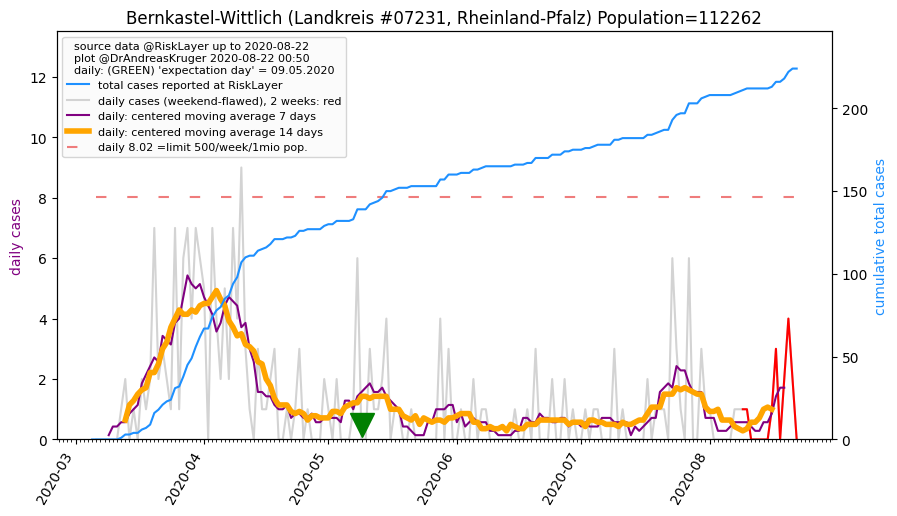 Bernkastel-Wittlich (Landkreis #07231, Rheinland-Pfalz) Population=112262
source data @RiskLayer up to 2020-08-22
plot @DrAndreasKruger 2020-08-22 00:50
daily: (GREEN) 'expectation day' = 09.05.2020
total cases reported at RiskLayer
daily cases (weekend-flawed), 2 weeks: red
daily: centered moving average 7 days
daily: centered moving average 14 days
daily 8.02 =limit 500/week/1mio pop.
daily cases
0
2
4
6
8
10
12
cumulative total cases
0
50
100
150
200
2020-03
2020-04
2020-05
2020-06
2020-07
2020-08